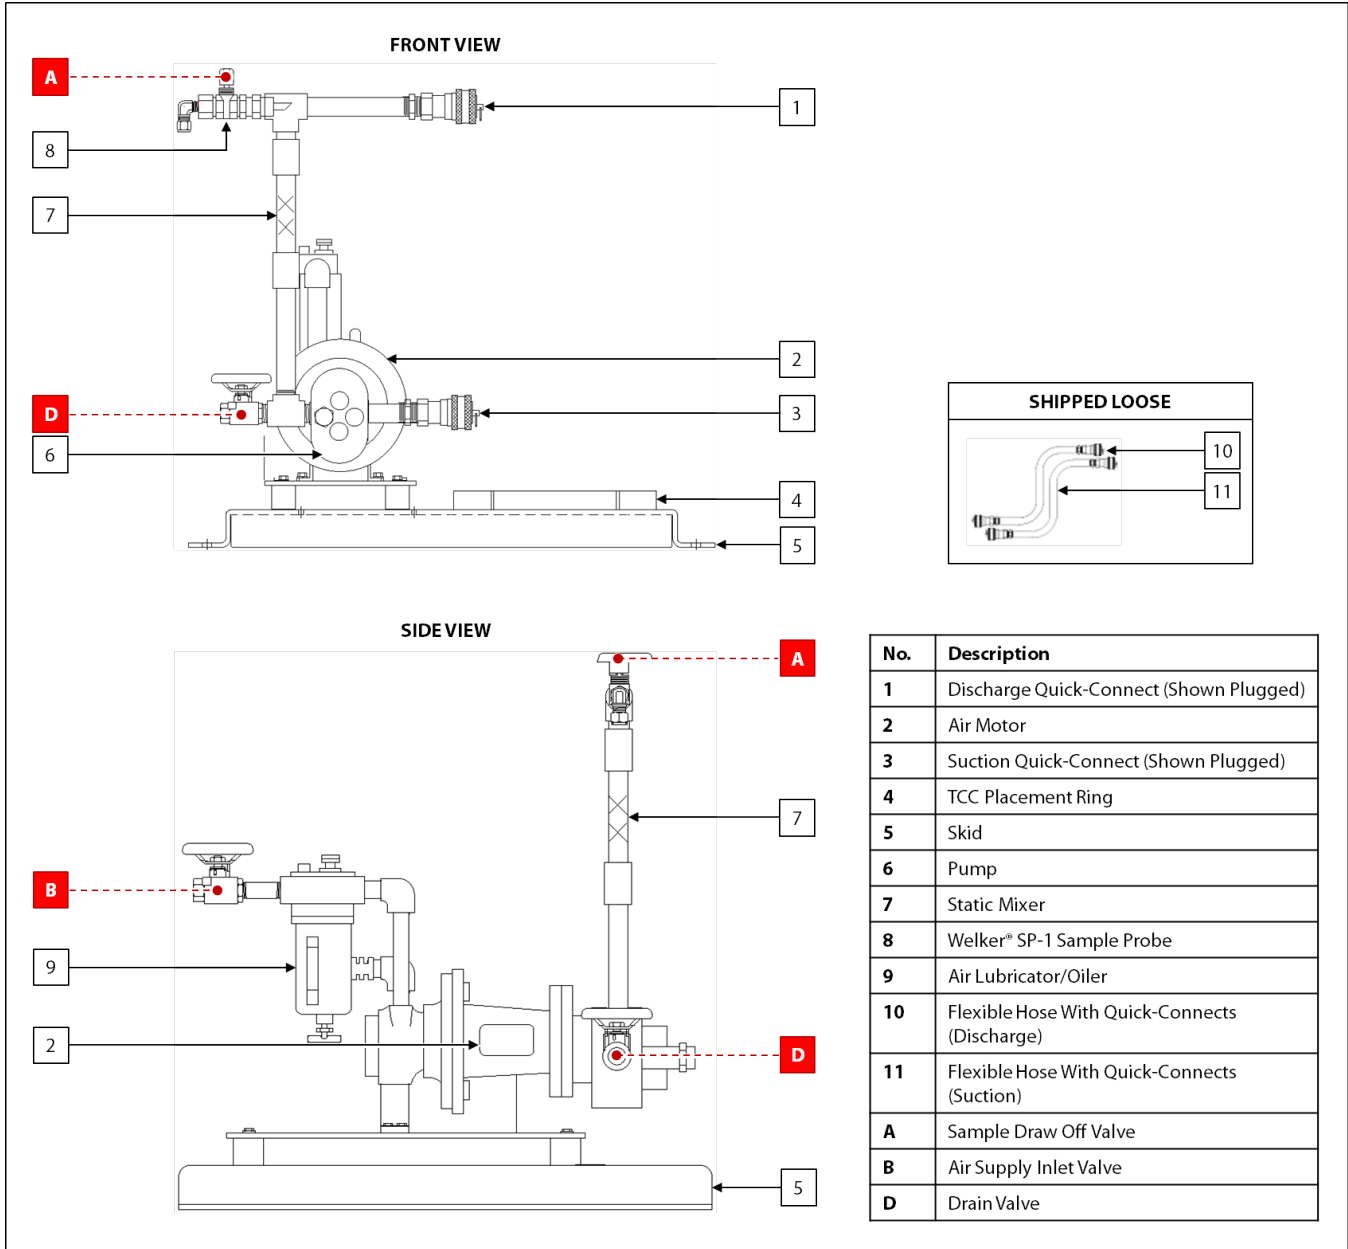 FRONT VIEW
A
1
8
7
2
D
3
6
4
5
SHIPPED LOOSE
10
11
SIDE VIEW
A
7
B
9
2
D
5
No. Description
1 Discharge Quick-Connect (Shown Plugged)
2 Air Motor
3 Suction Quick-Connect (Shown Plugged)
4 TCC Placement Ring
5 Skid
6 Pump
7 Static Mixer
8 Welker® SP-1 Sample Probe
9 Air Lubricator/Oiler
10 Flexible Hose With Quick-Connects
(Discharge)
11 Flexible Hose With Quick-Connects
(Suction)
A Sample Draw Off Valve
B Air Supply Inlet Valve
D Drain Valve